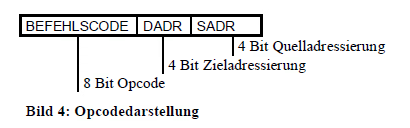 BEFEHLSCODE DADR SADR
4 Bit Quelladressierung
4 Bit Zieladressierung
8 Bit Opcode
Bild 4: Opcodedarstellung